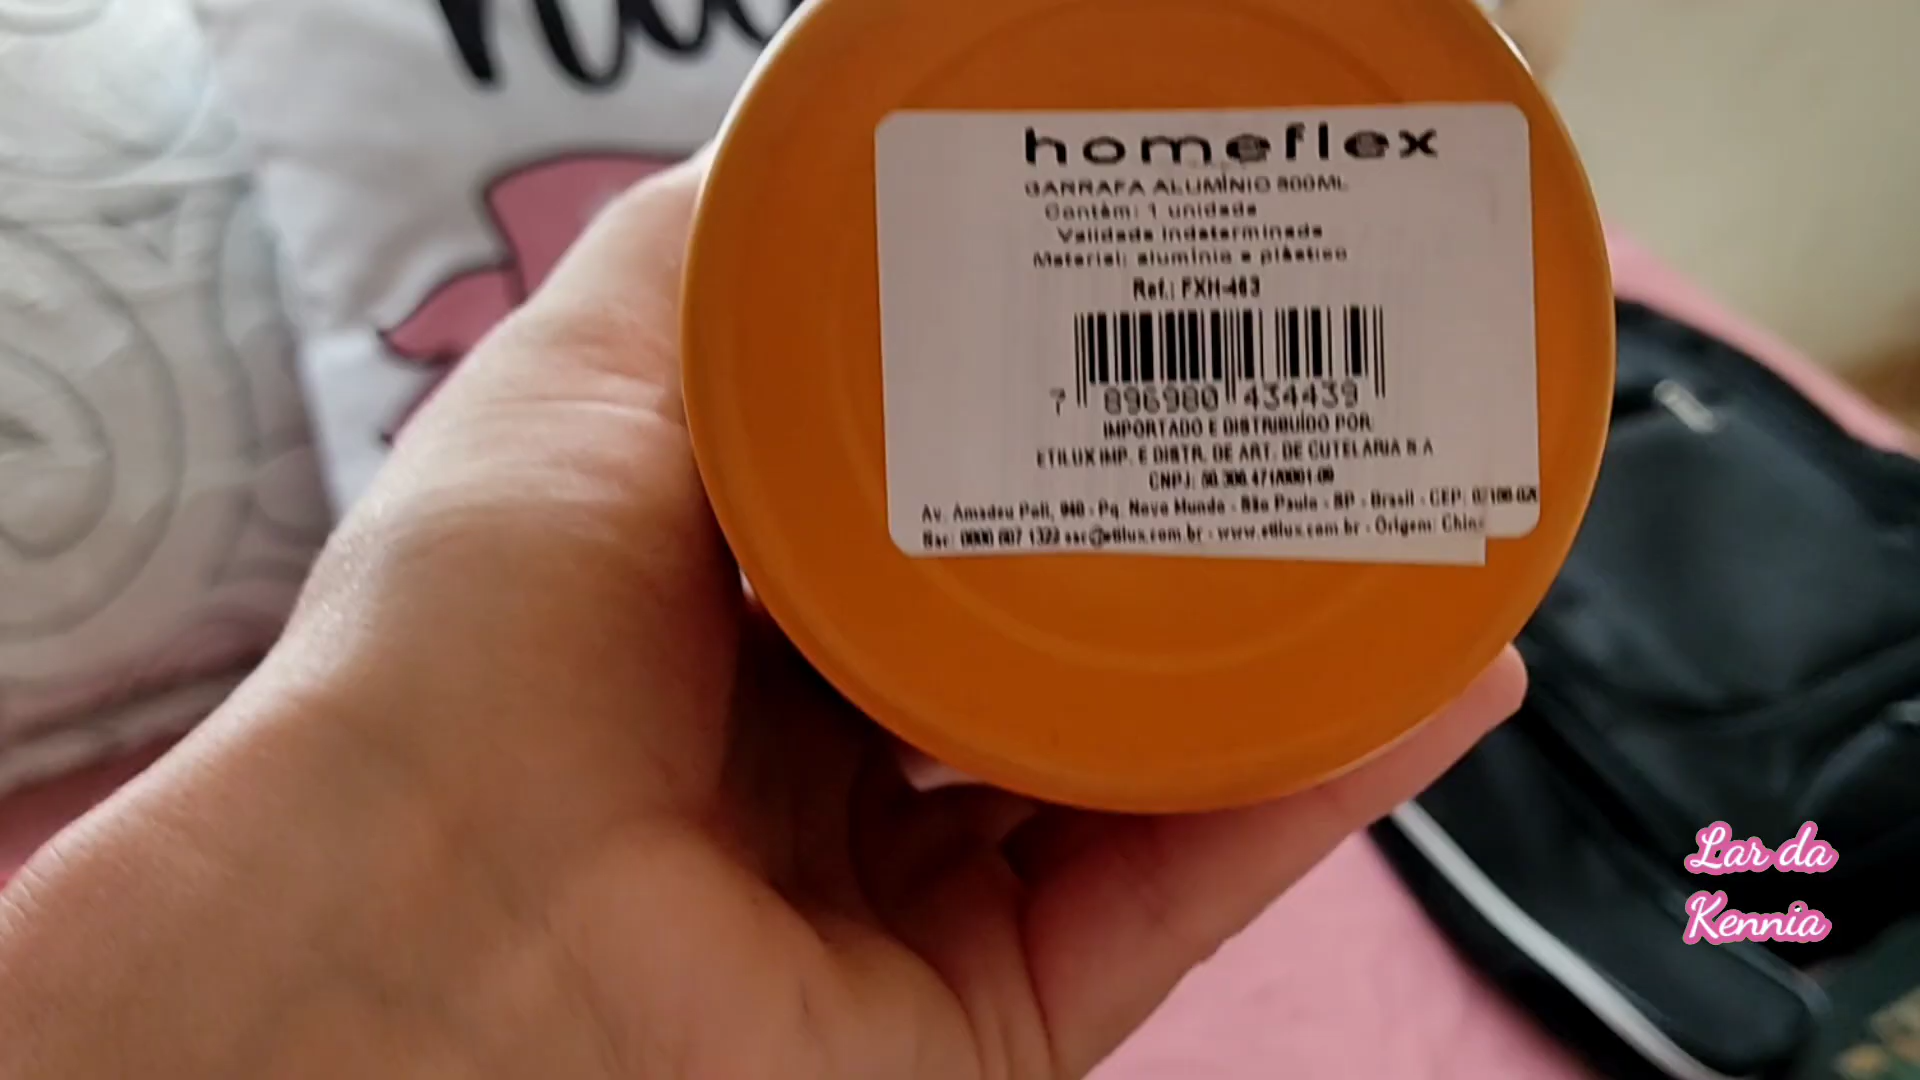 homeflex
GARRAFA ALUMÍNIO 500ML
Contém: 1 unidade
Validade Indeterminada
Material: alumínio e plástico
Ref.: FXH-463
7 896980 434439
IMPORTADO E DISTRIBUÍDO POR:
ETILUX IMP. E DISTR. DE ART. DE CUTELARIA S.A
CNPJ:
Av. Amadeu Poli, - Pq. Novo Mundo - São Paulo - SP - Brasil - CEP:
Sac: 0800 607 1322 sac@etilux.com.br - www.etilux.com.br - Origem: China
Lar da
Kennia